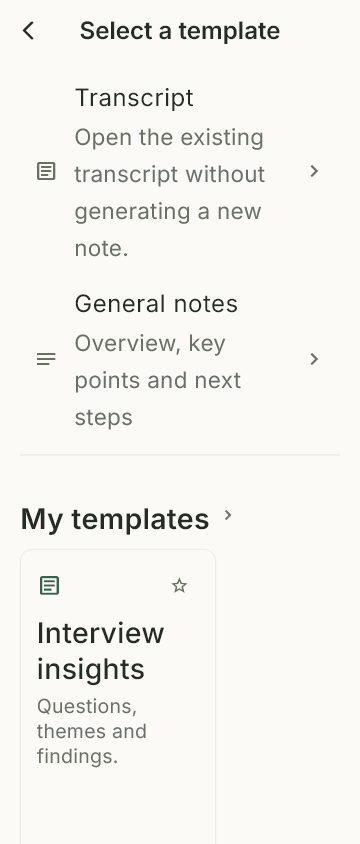 Select a template
Transcript
Open the existing
transcript without
generating a new
note.
General notes
Overview, key
points and next
steps
My templates
Interview
insights
Questions,
themes and
findings.